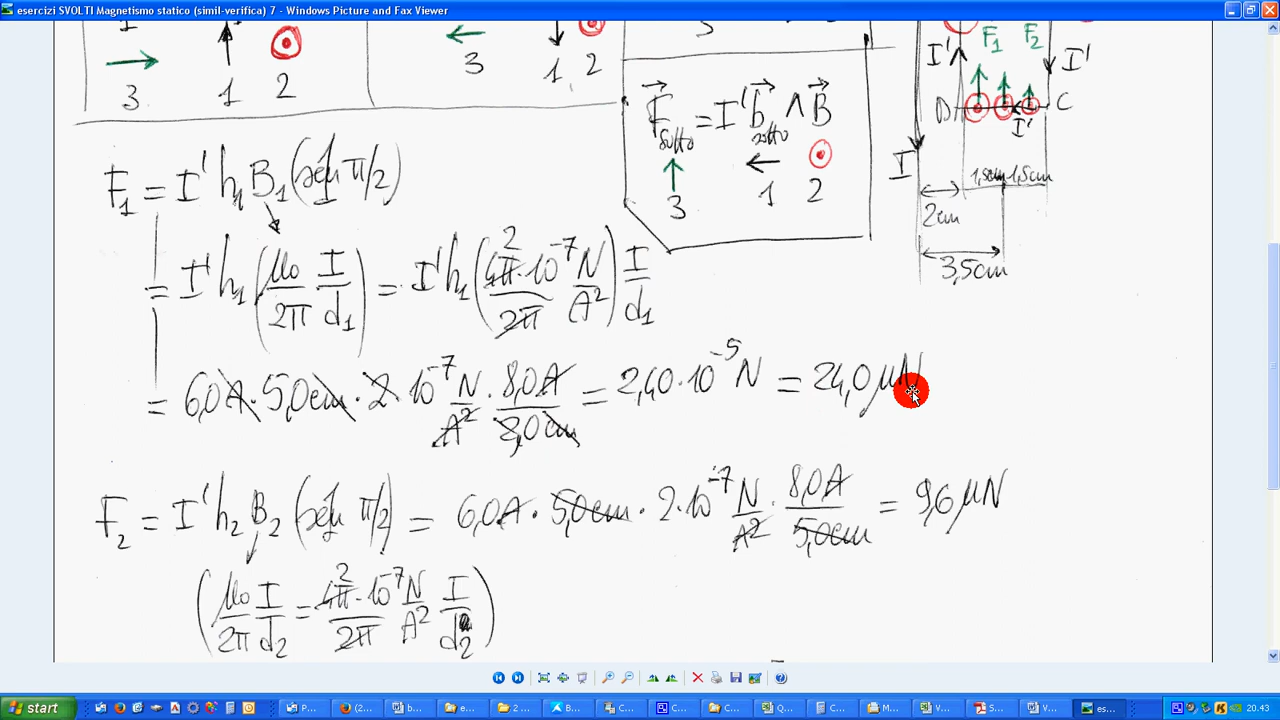 esercizi SVOLTI Magnetismo statico (simil-verifica) 7 - Windows Picture and Fax Viewer
3 1 2
3 1, 2
F₁ F₂
I' I'
D C
I'
I
1,5cm 1,5cm
2cm
3,5cm
F⃗sotto = I' b⃗sotto ∧ B⃗
3 1 2
F₁ = I' h₁ B₁ (sen π/2)
= I' h₁ (μ₀/2π I/d₁) = I' h₁ (4π·10⁻⁷/2π N/A²) I/d₁
2
= 6,0A · 5,0cm · 2 · 10⁻⁷ N/A² · 8,0A/2,0cm = 2,40·10⁻⁵ N = 24,0 μN
F₂ = I' h₂ B₂ (sen π/2) = 6,0A · 5,0cm · 2·10⁻⁷ N/A² · 8,0A/5,0cm = 9,6 μN
2
(μ₀/2π I/d₂ = 4π·10⁻⁷/2π N/A² I/d₂)
start
20.43